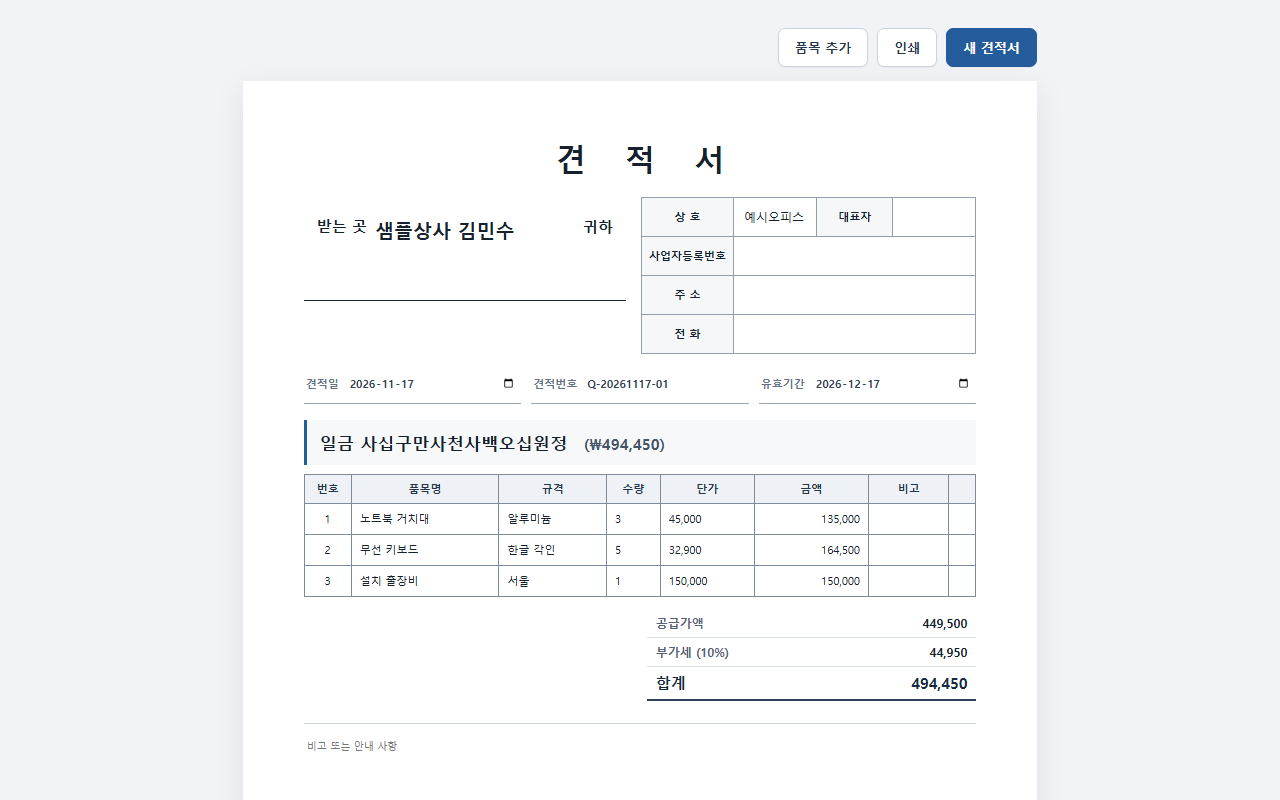 품목 추가 인쇄 새 견적서
견 적 서
받는 곳 샘플상사 김민수 귀하
상 호 예시오피스 대표자
사업자등록번호
주 소
전 화
견적일 2026-11-17 견적번호 Q-20261117-01 유효기간 2026-12-17
일금 사십구만사천사백오십원정 (₩494,450)
번호 품목명 규격 수량 단가 금액 비고
1 노트북 거치대 알루미늄 3 45,000 135,000
2 무선 키보드 한글 각인 5 32,900 164,500
3 설치 출장비 서울 1 150,000 150,000
공급가액 449,500
부가세 (10%) 44,950
합계 494,450
비고 또는 안내 사항